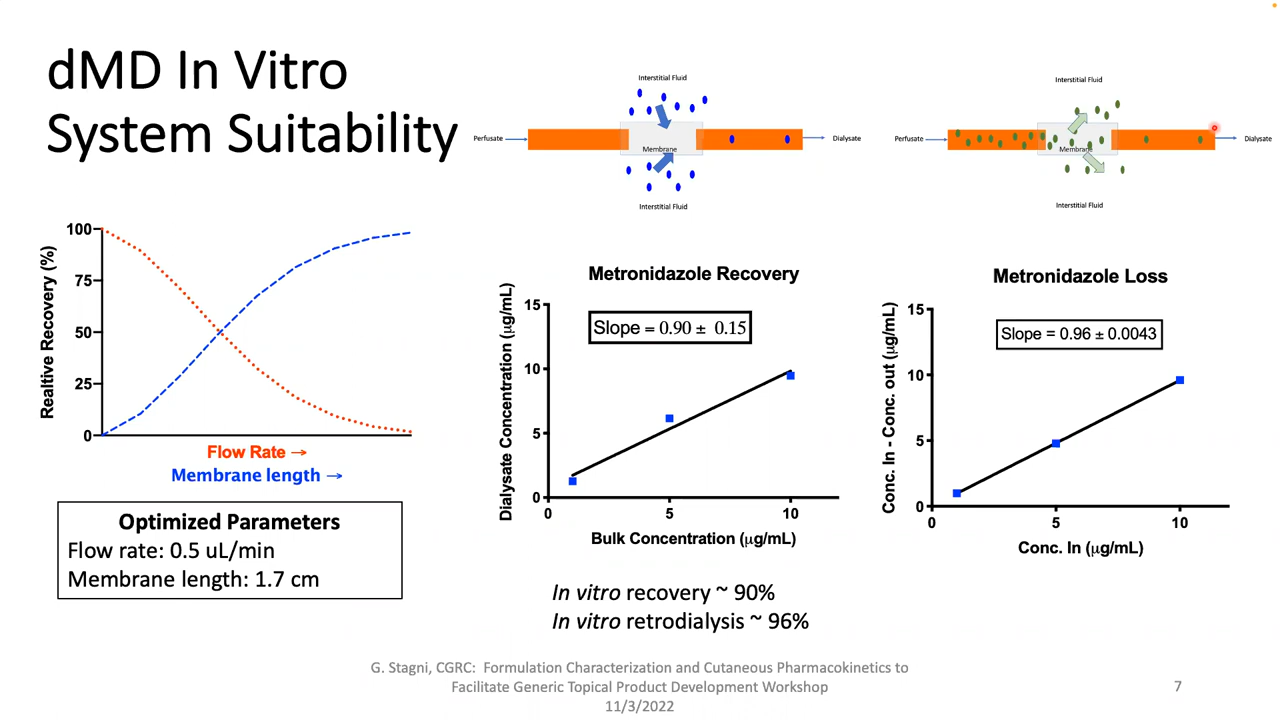 dMD In Vitro
System Suitability
Interstitial Fluid
Perfusate
Membrane
Dialysate
Interstitial Fluid
Interstitial Fluid
Perfusate
Membrane
Dialysate
Interstitial Fluid
Realtive Recovery (%)
100
75
50
25
0
Flow Rate →
Membrane length →
Optimized Parameters
Flow rate: 0.5 uL/min
Membrane length: 1.7 cm
Metronidazole Recovery
Slope = 0.90 ± 0.15
Dialysate Concentration (µg/mL)
15
10
5
0
0 5 10
Bulk Concentration (µg/mL)
Metronidazole Loss
Slope = 0.96 ± 0.0043
Conc. In - Conc. out (µg/mL)
15
10
5
0
0 5 10
Conc. In (µg/mL)
In vitro recovery ~ 90%
In vitro retrodialysis ~ 96%
G. Stagni, CGRC: Formulation Characterization and Cutaneous Pharmacokinetics to
Facilitate Generic Topical Product Development Workshop
11/3/2022
7